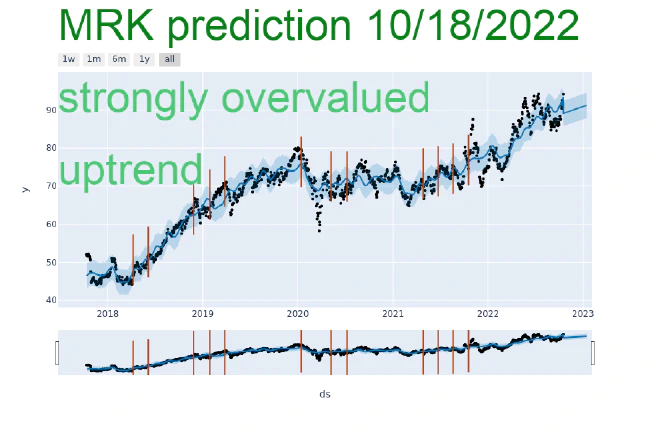 MRK prediction 10/18/2022
1w 1m 6m 1y all
strongly overvalued
uptrend
90
80
70
60
50
40
y
2018 2019 2020 2021 2022 2023
ds